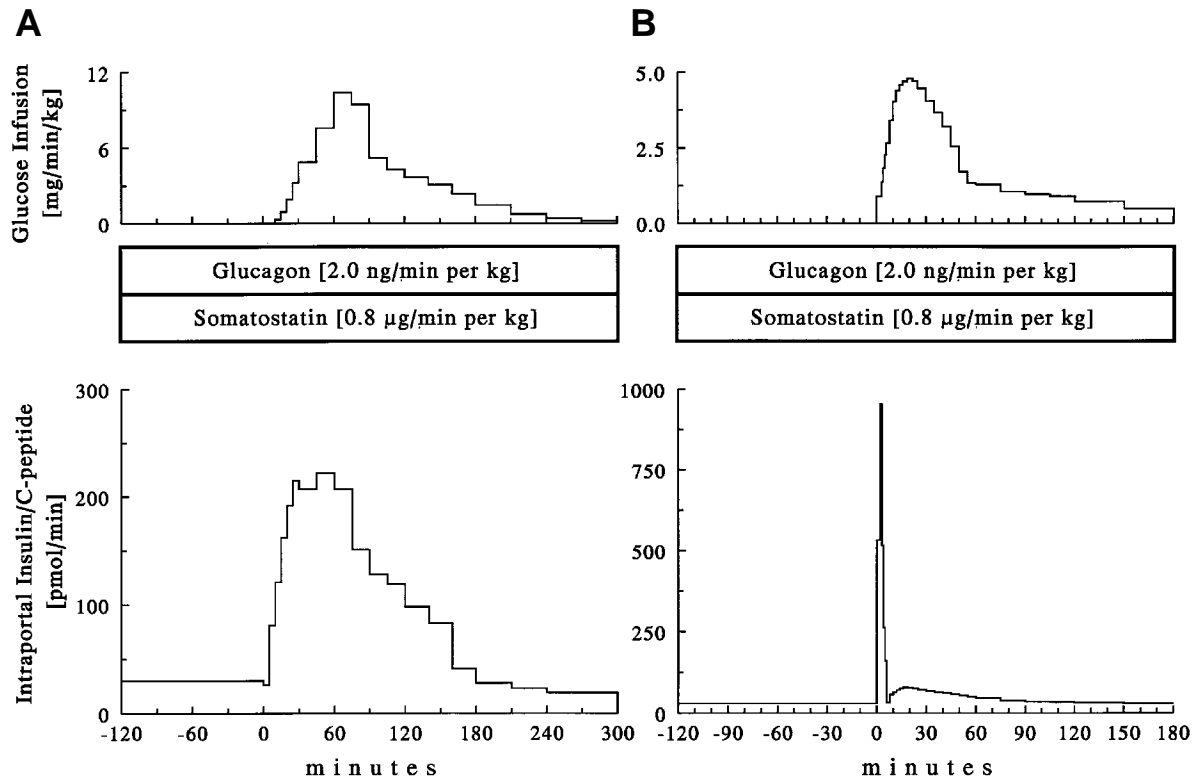 A
B
Glucose Infusion
[mg/min/kg]
12
6
0
5.0
2.5
0.0
Glucagon [2.0 ng/min per kg]
Somatostatin [0.8 µg/min per kg]
Glucagon [2.0 ng/min per kg]
Somatostatin [0.8 µg/min per kg]
Intraportal Insulin/C-peptide
[pmol/min]
300
200
100
0
1000
750
500
250
0
-120 -60 0 60 120 180 240 300
-120 -90 -60 -30 0 30 60 90 120 150 180
minutes
minutes